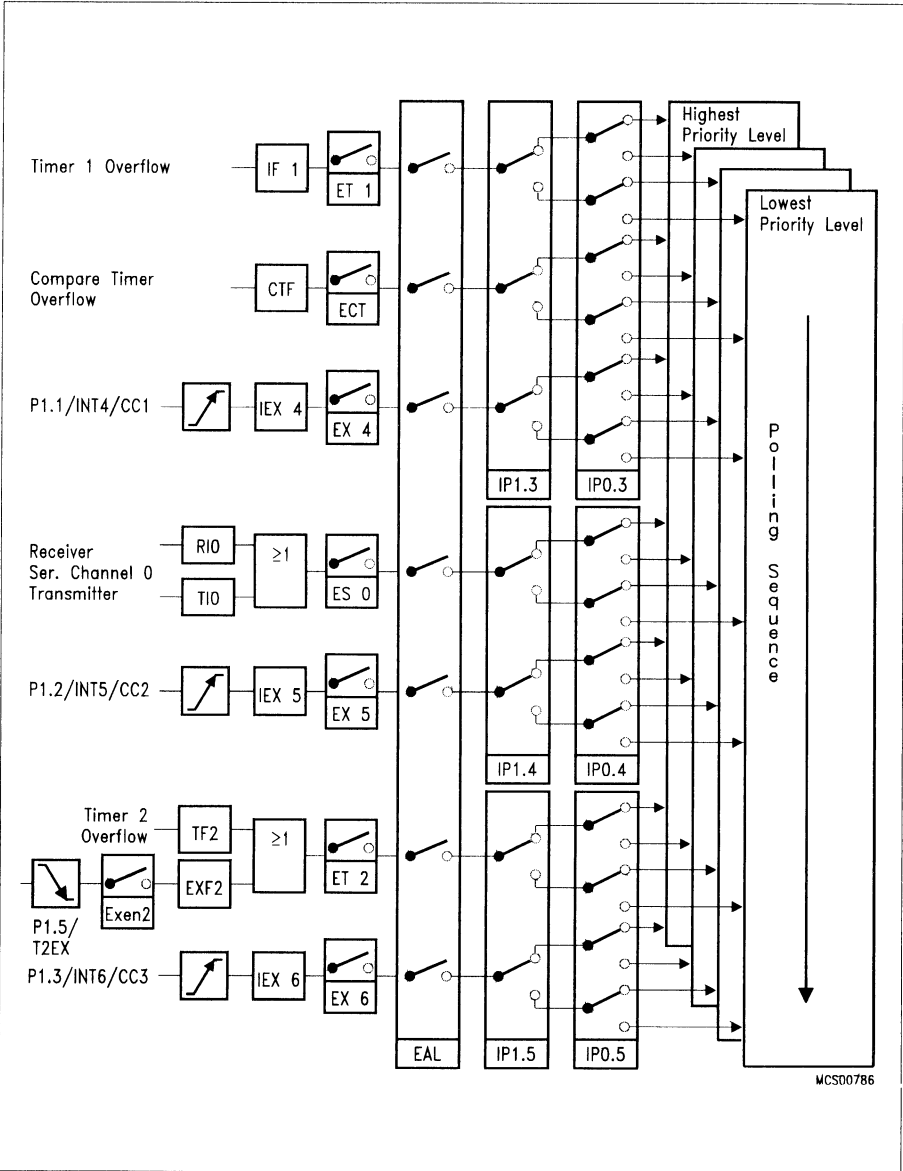 Highest
Priority Level
Lowest
Priority Level
Timer 1 Overflow
IF 1
ET 1
Compare Timer
Overflow
CTF
ECT
P1.1/INT4/CC1
IEX 4
EX 4
IP1.3
IP0.3
Receiver
Ser. Channel 0
Transmitter
RI0
TI0
≥1
ES 0
P1.2/INT5/CC2
IEX 5
EX 5
IP1.4
IP0.4
Timer 2
Overflow
TF2
≥1
ET 2
P1.5/
T2EX
Exen2
EXF2
P1.3/INT6/CC3
IEX 6
EX 6
EAL
IP1.5
IP0.5
Polling Sequence
MCS00786